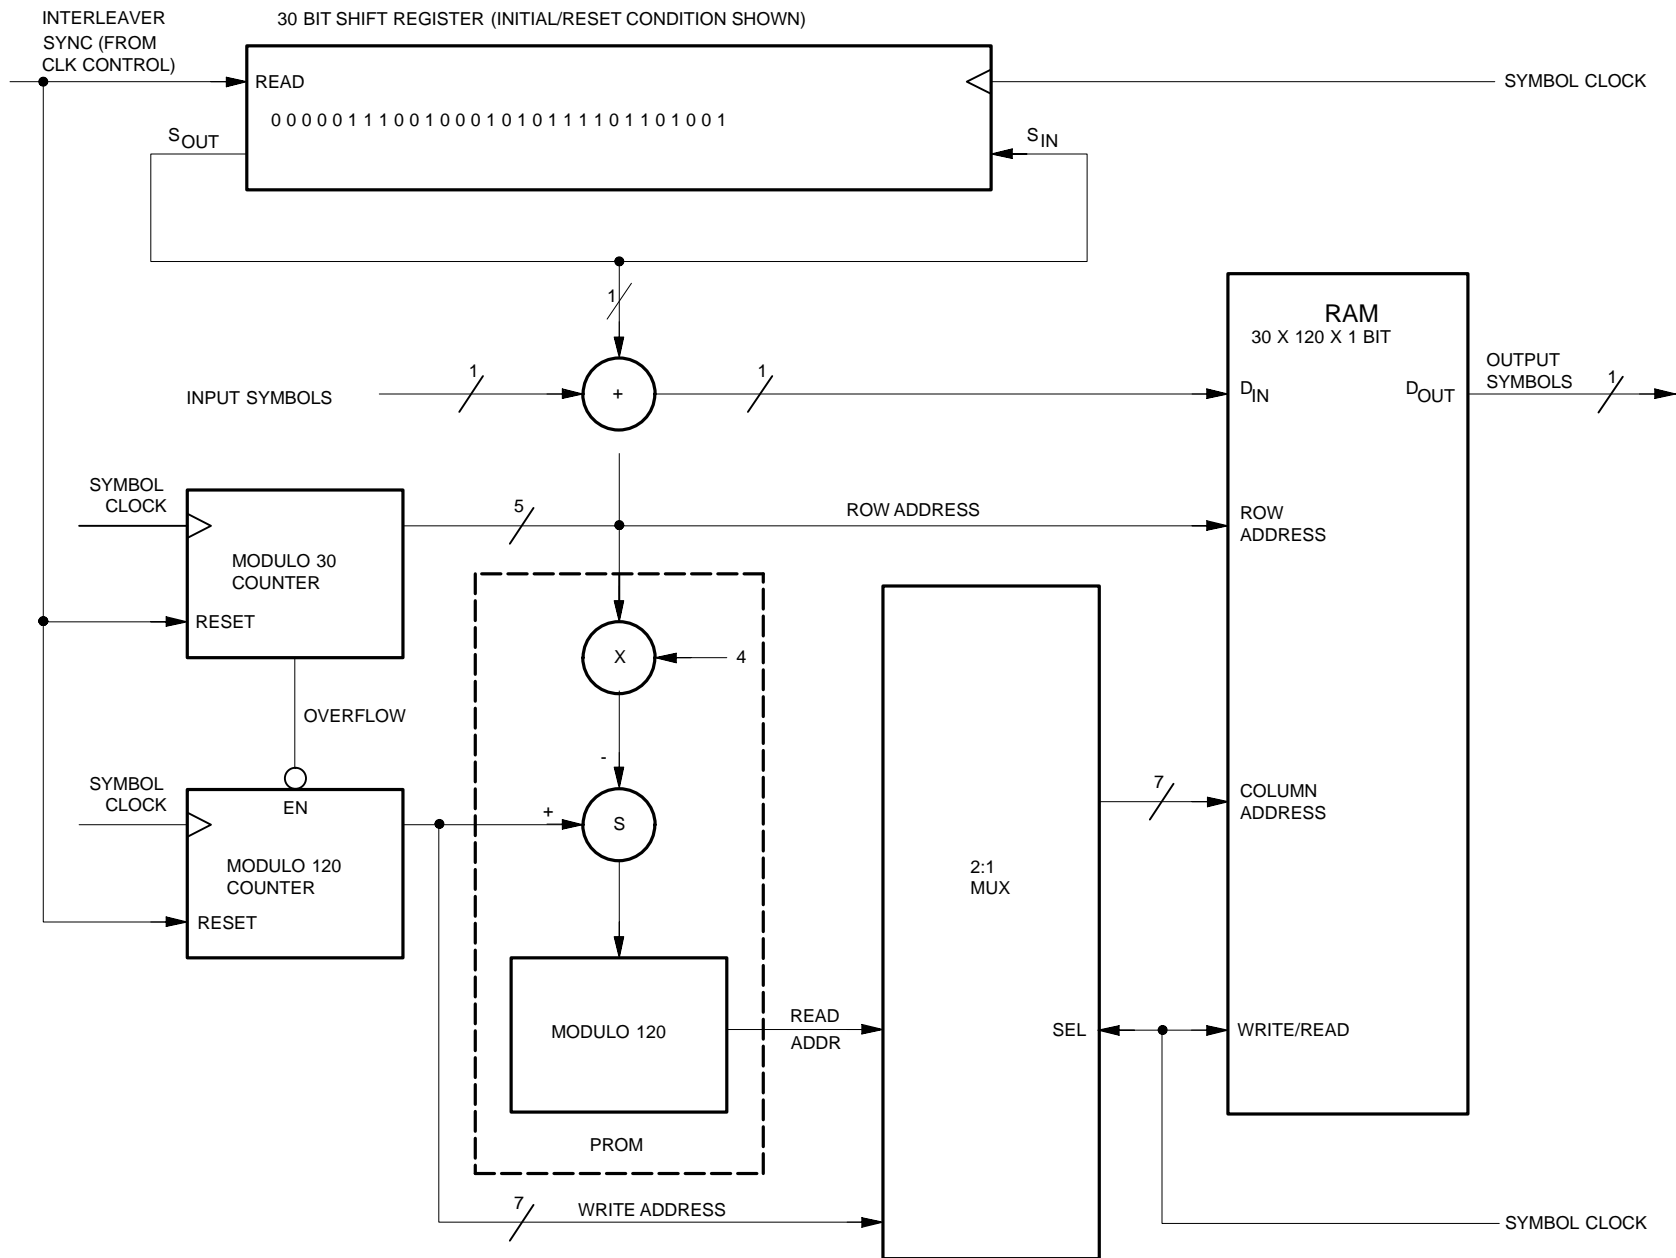 INTERLEAVER
SYNC (FROM
CLK CONTROL)
30 BIT SHIFT REGISTER (INITIAL/RESET CONDITION SHOWN)
READ
SYMBOL CLOCK
0 0 0 0 0 1 1 1 0 0 1 0 0 0 1 0 1 0 1 1 1 1 0 1 1 0 1 0 0 1
SOUT
SIN
1
INPUT SYMBOLS
1
+
1
RAM
30 X 120 X 1 BIT
DIN
DOUT
OUTPUT
SYMBOLS
1
SYMBOL
CLOCK
5
ROW ADDRESS
ROW
ADDRESS
MODULO 30
COUNTER
RESET
X
4
OVERFLOW
-
SYMBOL
CLOCK
EN
+
S
7
COLUMN
ADDRESS
MODULO 120
COUNTER
RESET
2:1
MUX
MODULO 120
READ
ADDR
SEL
WRITE/READ
PROM
7
WRITE ADDRESS
SYMBOL CLOCK